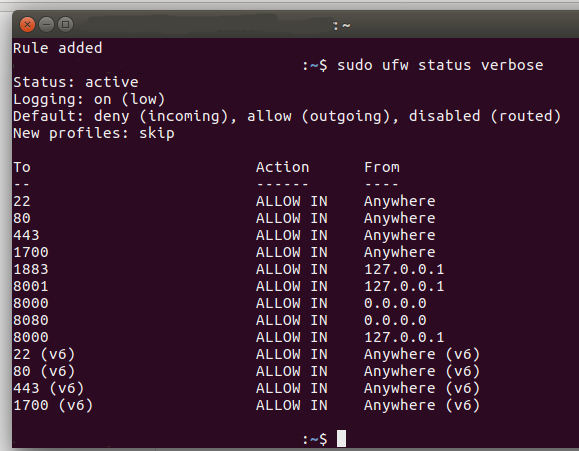 : ~
Rule added
:~$ sudo ufw status verbose
Status: active
Logging: on (low)
Default: deny (incoming), allow (outgoing), disabled (routed)
New profiles: skip
To Action From
-- ------ ----
22 ALLOW IN Anywhere
80 ALLOW IN Anywhere
443 ALLOW IN Anywhere
1700 ALLOW IN Anywhere
1883 ALLOW IN 127.0.0.1
8001 ALLOW IN 127.0.0.1
8000 ALLOW IN 0.0.0.0
8080 ALLOW IN 0.0.0.0
8000 ALLOW IN 127.0.0.1
22 (v6) ALLOW IN Anywhere (v6)
80 (v6) ALLOW IN Anywhere (v6)
443 (v6) ALLOW IN Anywhere (v6)
1700 (v6) ALLOW IN Anywhere (v6)
:~$